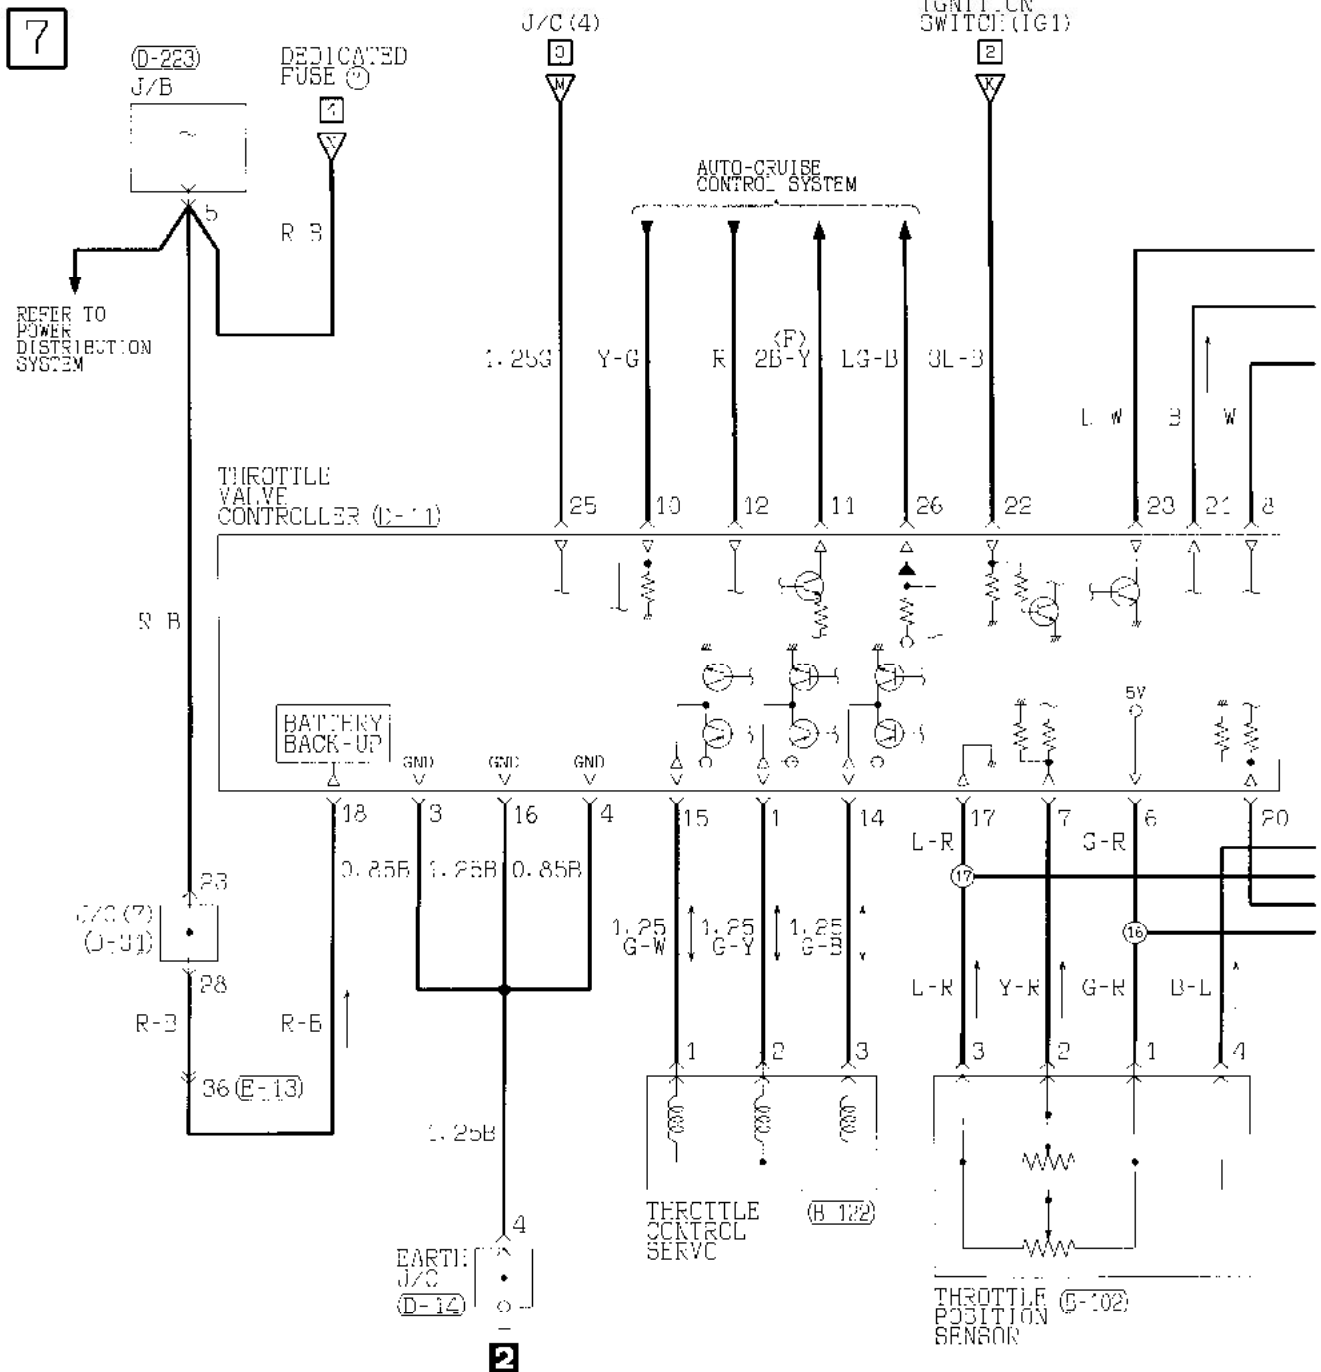 7
J/C (4)
SWITCH (IG1)
2
K
M
(D-223)
J/B
DEDICATED
FUSE
5
AUTO-CRUISE
CONTROL SYSTEM
REFER TO
POWER
DISTRIBUTION
SYSTEM
1.25G
Y-G
R
(F)
2B-Y
LG-B
B
W
THROTTLE
VALVE
CONTROLLER
25
10
12
11
26
22
23
21
8
5V
BATTERY
BACK-UP
GND
GND
GND
18
3
16
4
15
1
14
17
7
6
20
0.85B
1.25B
0.85B
L-R
G-R
17
16
23
28
1.25
G-W
1.25
G-Y
1.25
G-B
L-R
Y-R
G-R
B-L
R-B
R-B
1
2
3
3
2
1
4
36 (E-13)
1.25B
THROTTLE
CONTROL
SERVO
(B-122)
4
EARTH
J/C
(D-14)
2
THROTTLE
POSITION
SENSOR
(B-102)